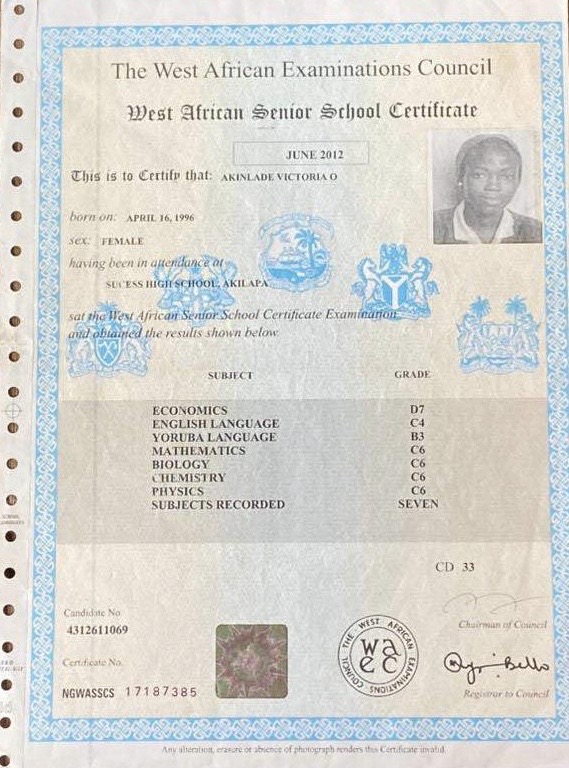 The West African Examinations Council
West African Senior School Certificate
JUNE 2012
This is to Certify that: AKINLADE VICTORIA O
born on: APRIL 16, 1996
sex: FEMALE
having been in attendance at
SUCESS HIGH SCHOOL, AKILAPA
sat the West African Senior School Certificate Examination
and obtained the results shown below.
SUBJECT GRADE
ECONOMICS D7
ENGLISH LANGUAGE C4
YORUBA LANGUAGE B3
MATHEMATICS C6
BIOLOGY C6
CHEMISTRY C6
PHYSICS C6
SUBJECTS RECORDED SEVEN
CD 33
Candidate No
4312611069
Chairman of Council
THE WEST AFRICAN EXAMINATIONS COUNCIL
waec
Certificate No.
NGWASSCS 17187385
Bello
Registrar to Council
Any alteration, erasure or absence of photograph renders this Certificate invalid.